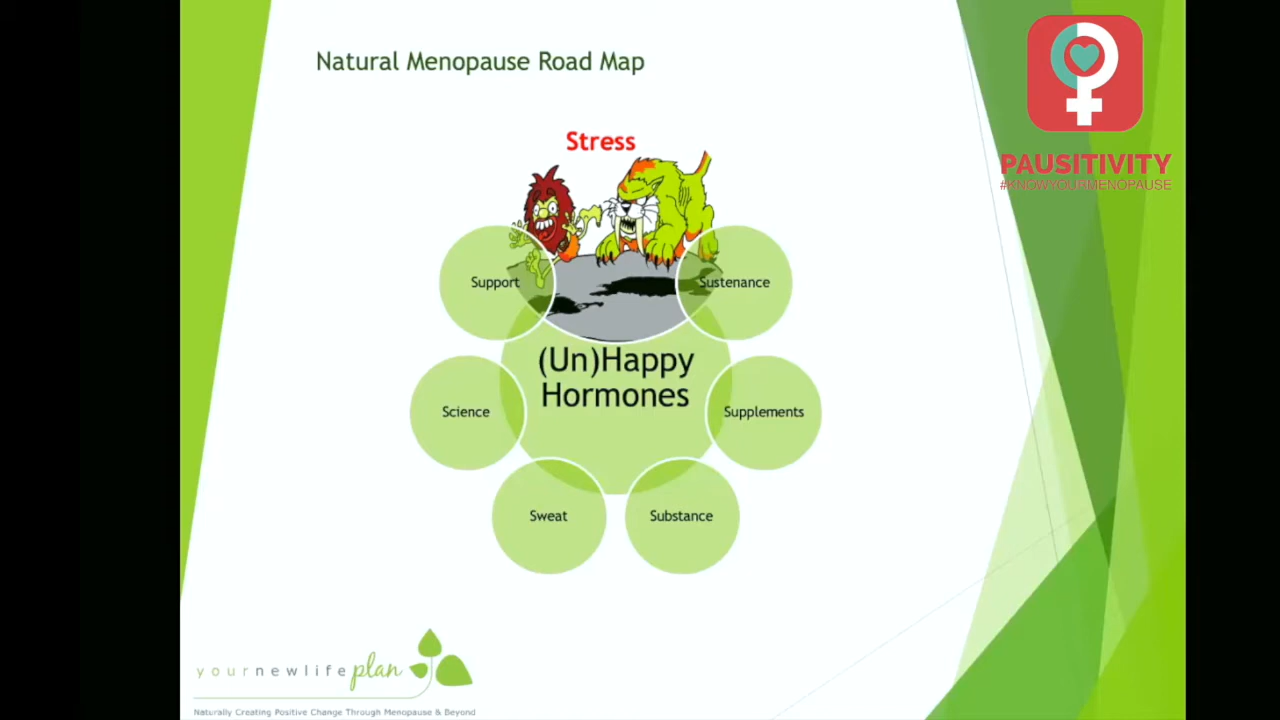 Natural Menopause Road Map
PAUSITIVITY
#KNOWYOURMENOPAUSE
Stress
Support
Sustenance
(Un)Happy
Hormones
Science
Supplements
Sweat
Substance
yournewlifeplan
Naturally Creating Positive Change Through Menopause & Beyond